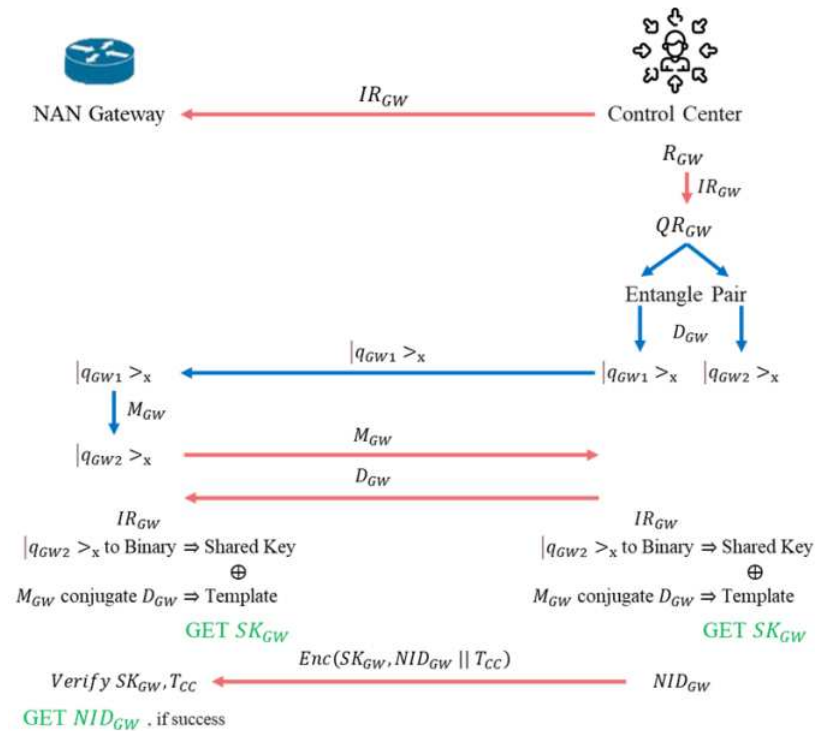 IR_GW
NAN Gateway
Control Center
R_GW
IR_GW
QR_GW
Entangle Pair
D_GW
|q_GW1 >_x
|q_GW1 >_x
|q_GW1 >_x
|q_GW2 >_x
M_GW
|q_GW2 >_x
M_GW
D_GW
IR_GW
|q_GW2 >_x to Binary ⇒ Shared Key
⊕
M_GW conjugate D_GW ⇒ Template
GET SK_GW
IR_GW
|q_GW2 >_x to Binary ⇒ Shared Key
⊕
M_GW conjugate D_GW ⇒ Template
GET SK_GW
Enc(SK_GW, NID_GW || T_CC)
Verify SK_GW, T_CC
NID_GW
GET NID_GW . if success